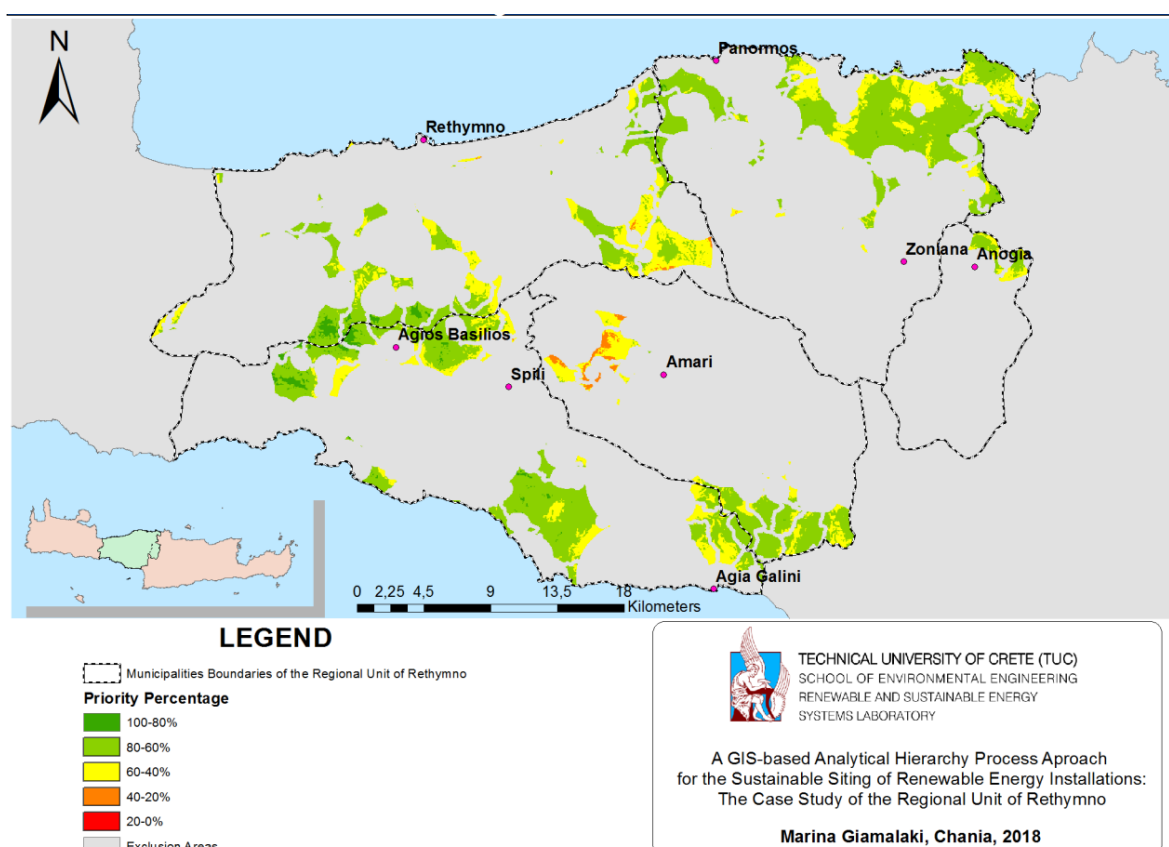 N
Panormos
Rethymno
Zoniana
Anogia
Agios Basilios
Spili
Amari
Agia Galini
0 2,25 4,5 9 13,5 18
Kilometers
LEGEND
Municipalities Boundaries of the Regional Unit of Rethymno
Priority Percentage
100-80%
80-60%
60-40%
40-20%
20-0%
Exclusion Areas
TECHNICAL UNIVERSITY OF CRETE (TUC)
SCHOOL OF ENVIRONMENTAL ENGINEERING
RENEWABLE AND SUSTAINABLE ENERGY
SYSTEMS LABORATORY
A GIS-based Analytical Hierarchy Process Aproach
for the Sustainable Siting of Renewable Energy Installations:
The Case Study of the Regional Unit of Rethymno
Marina Giamalaki, Chania, 2018